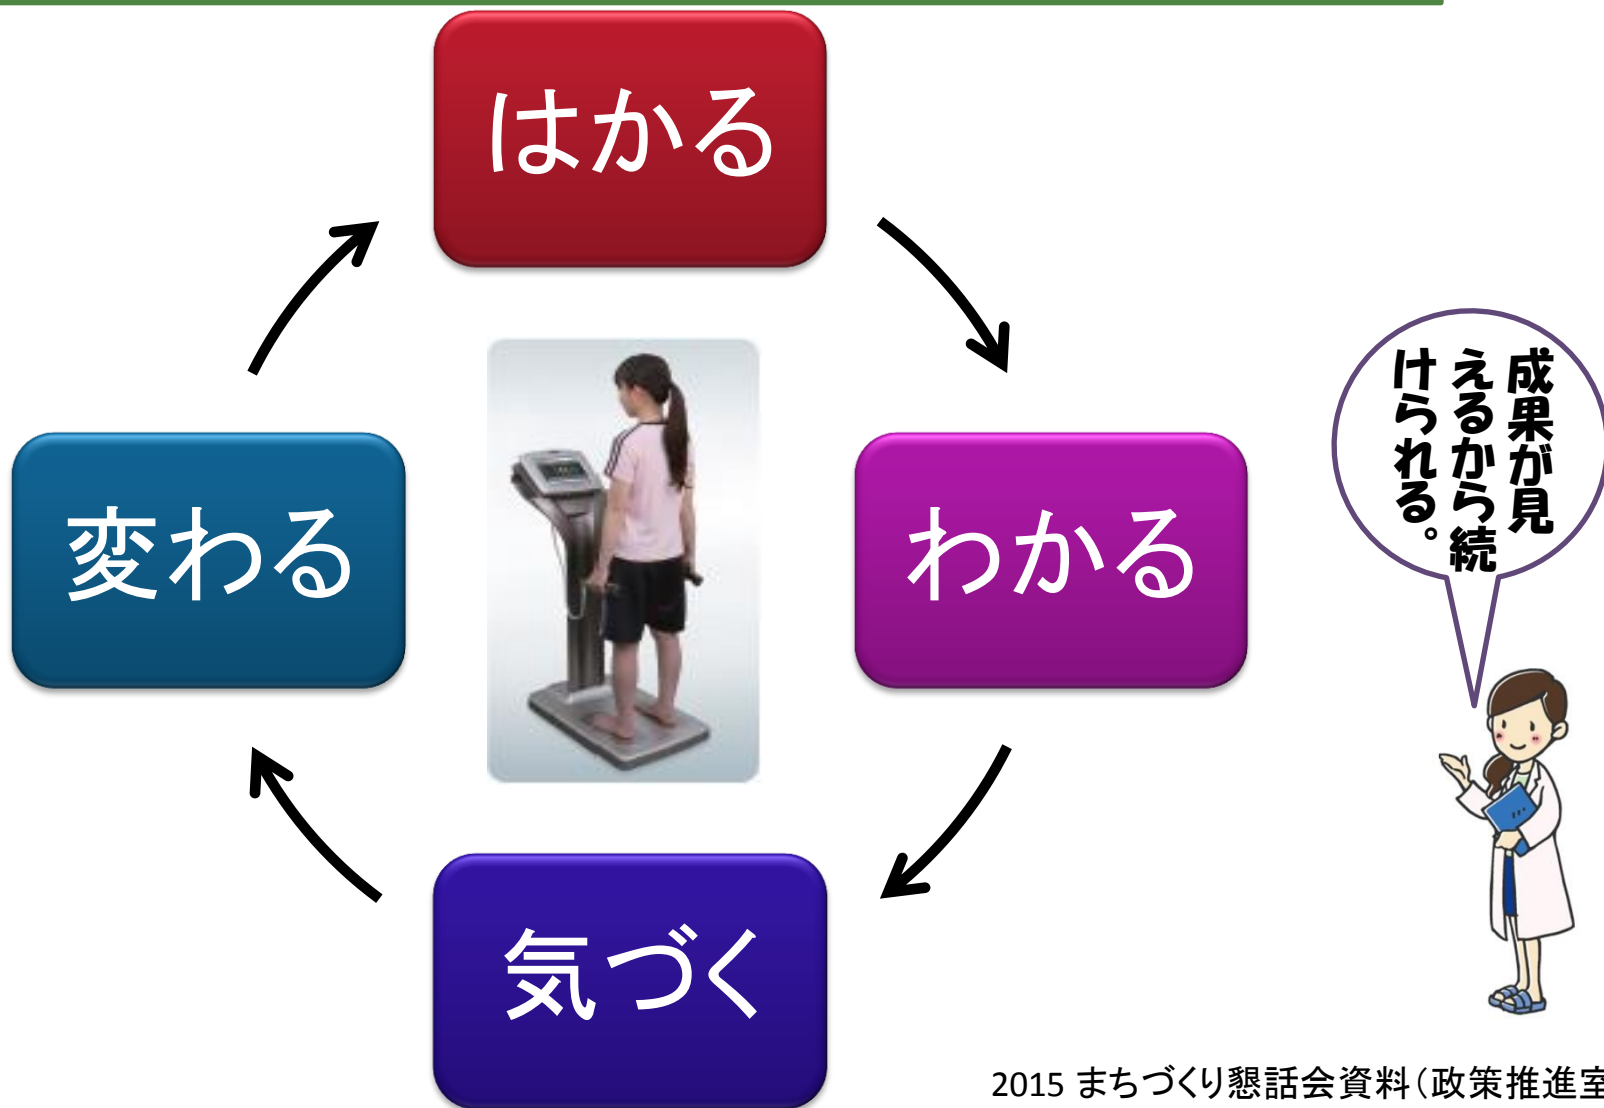 はかる
わかる
気づく
変わる
成果が見
えるから続
けられる。
2015 まちづくり懇話会資料(政策推進室